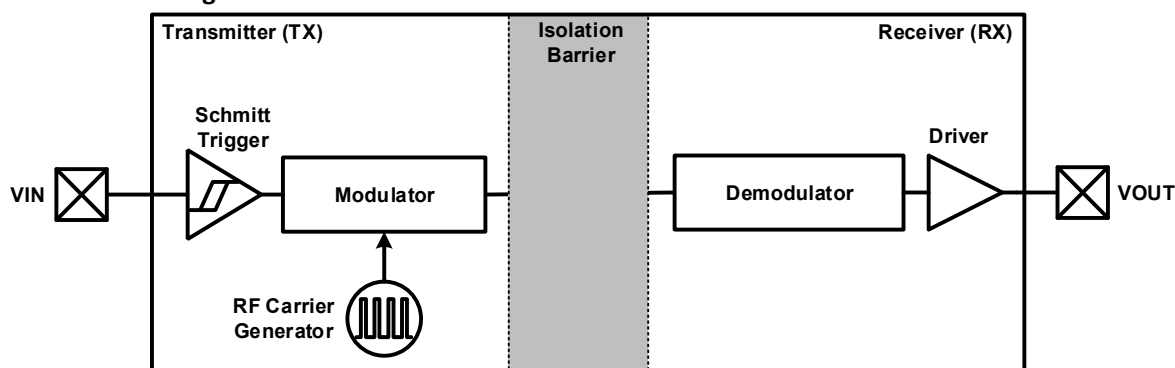 Transmitter (TX)
Isolation
Barrier
Receiver (RX)
Schmitt
Trigger
Driver
VIN
Modulator
Demodulator
VOUT
RF Carrier
Generator